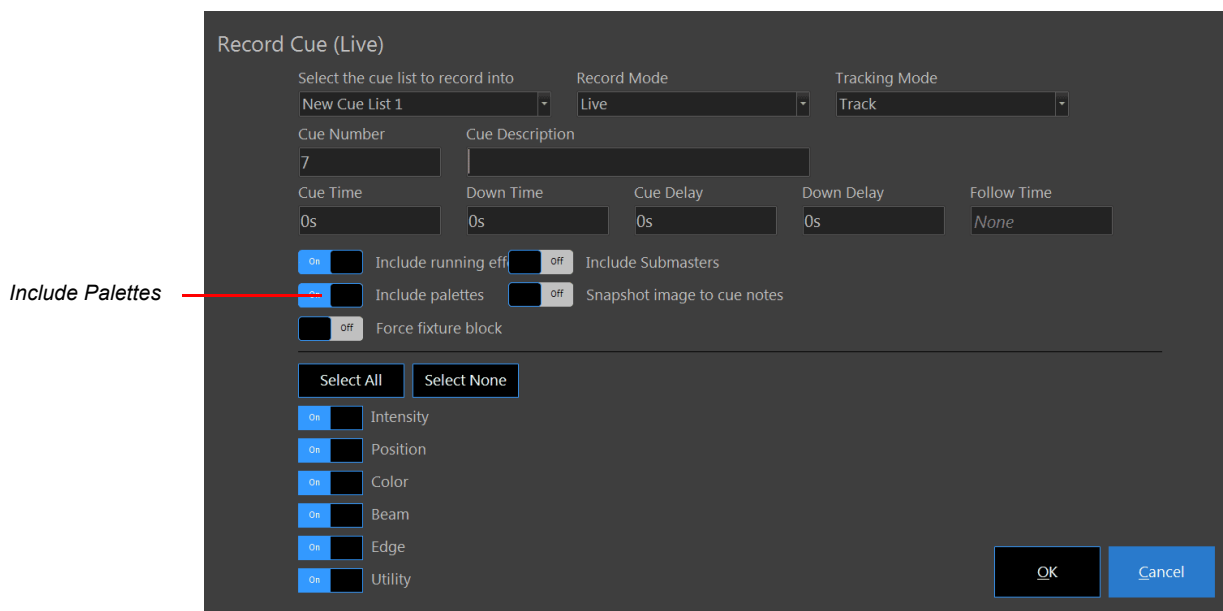 Record Cue (Live)
Select the cue list to record into Record Mode Tracking Mode
New Cue List 1 Live Track
Cue Number Cue Description
7
Cue Time Down Time Cue Delay Down Delay Follow Time
0s 0s 0s 0s None
On Include running eff Off Include Submasters
Include Palettes On Include palettes Off Snapshot image to cue notes
Off Force fixture block
Select All Select None
On Intensity
On Position
On Color
On Beam
On Edge
On Utility
OK Cancel